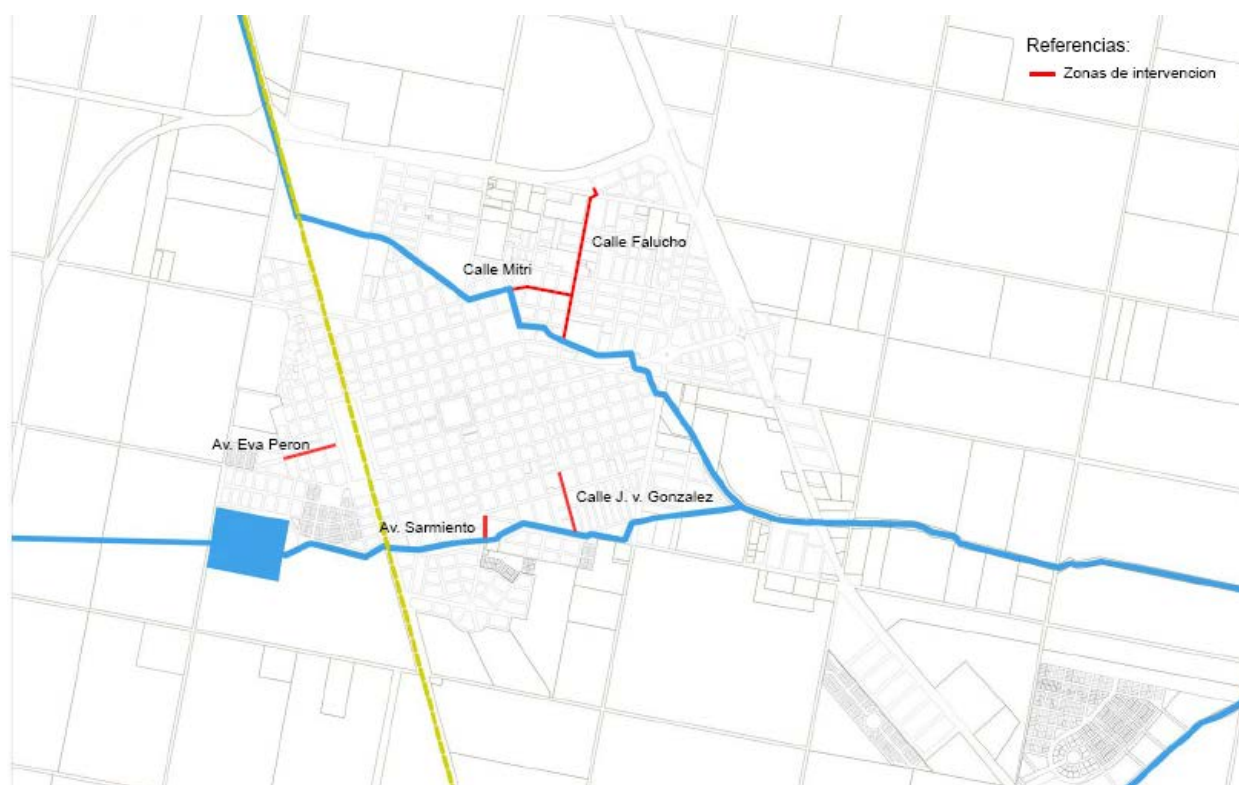 Referencias:
Zonas de intervencion
Calle Falucho
Calle Mitri
Av. Eva Peron
Calle J. v. Gonzalez
Av. Sarmiento